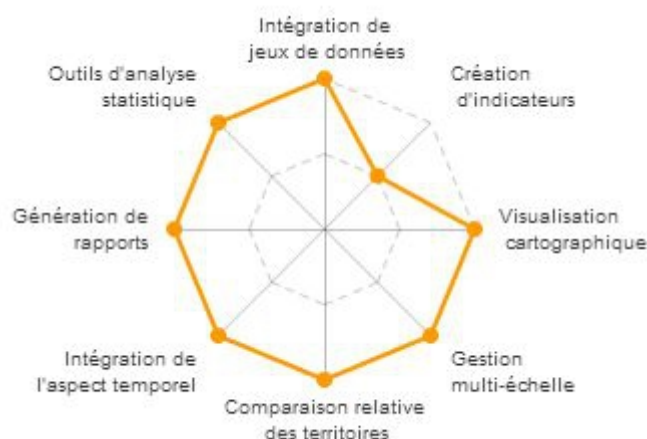 Intégration de
jeux de données
Création
d'indicateurs
Visualisation
cartographique
Gestion
multi-échelle
Comparaison relative
des territoires
Intégration de
l'aspect temporel
Génération de
rapports
Outils d'analyse
statistique